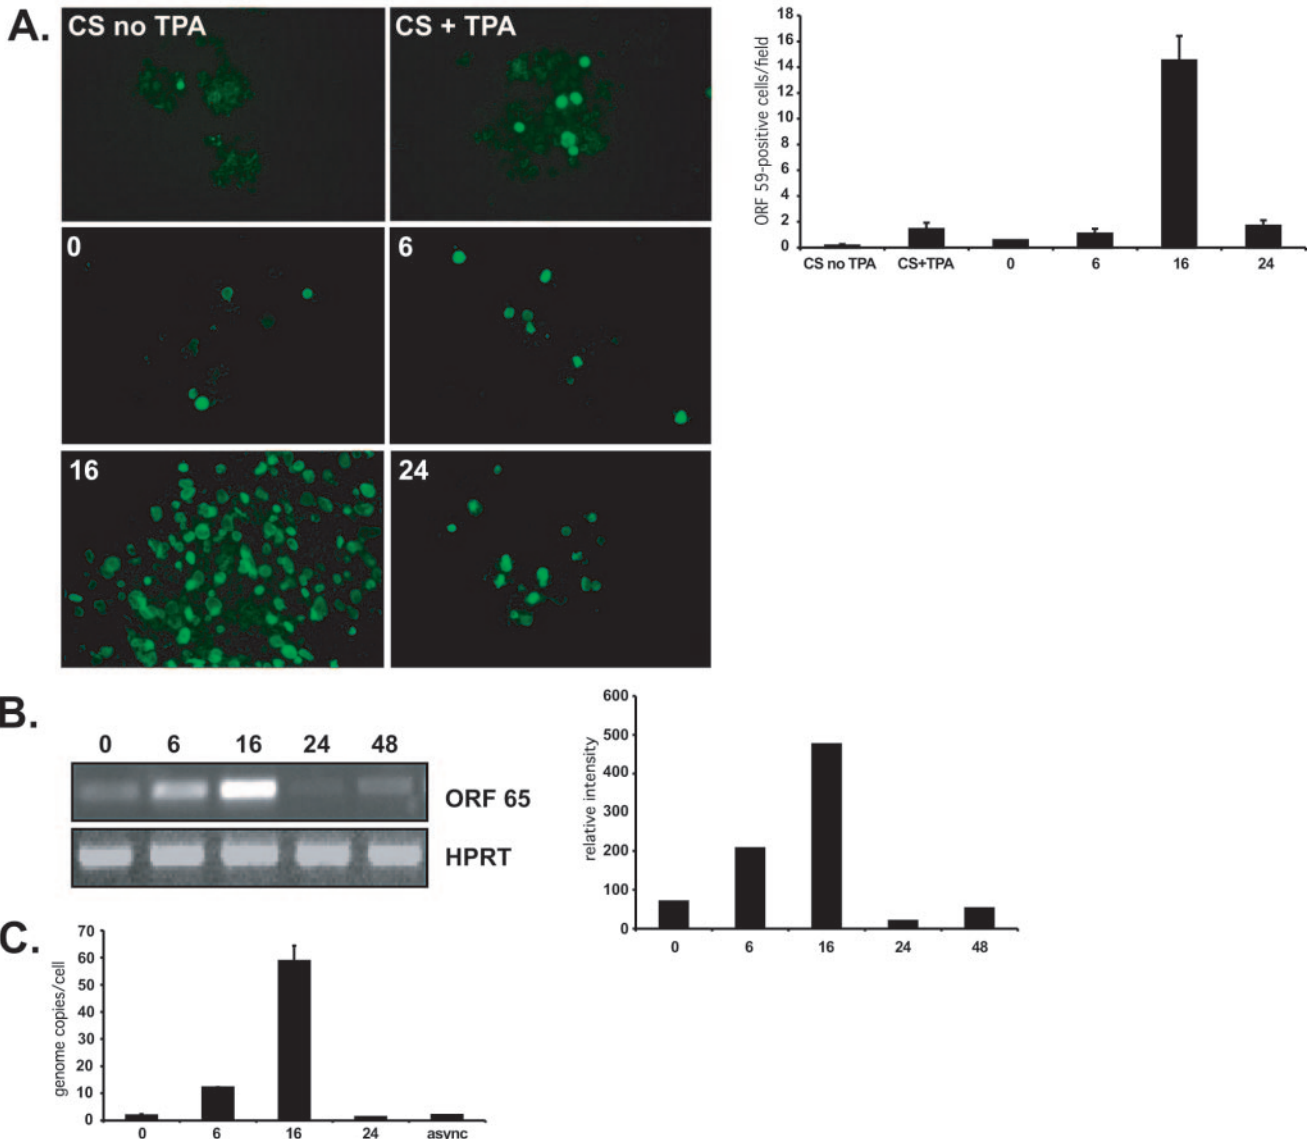 A.
CS no TPA
CS + TPA
0
6
16
24
ORF 59-positive cells/field
18
16
14
12
10
8
6
4
2
0
CS no TPA CS+TPA 0 6 16 24
B.
0 6 16 24 48
ORF 65
HPRT
relative intensity
600
500
400
300
200
100
0
0 6 16 24 48
C.
genome copies/cell
70
60
50
40
30
20
10
0
0 6 16 24 async